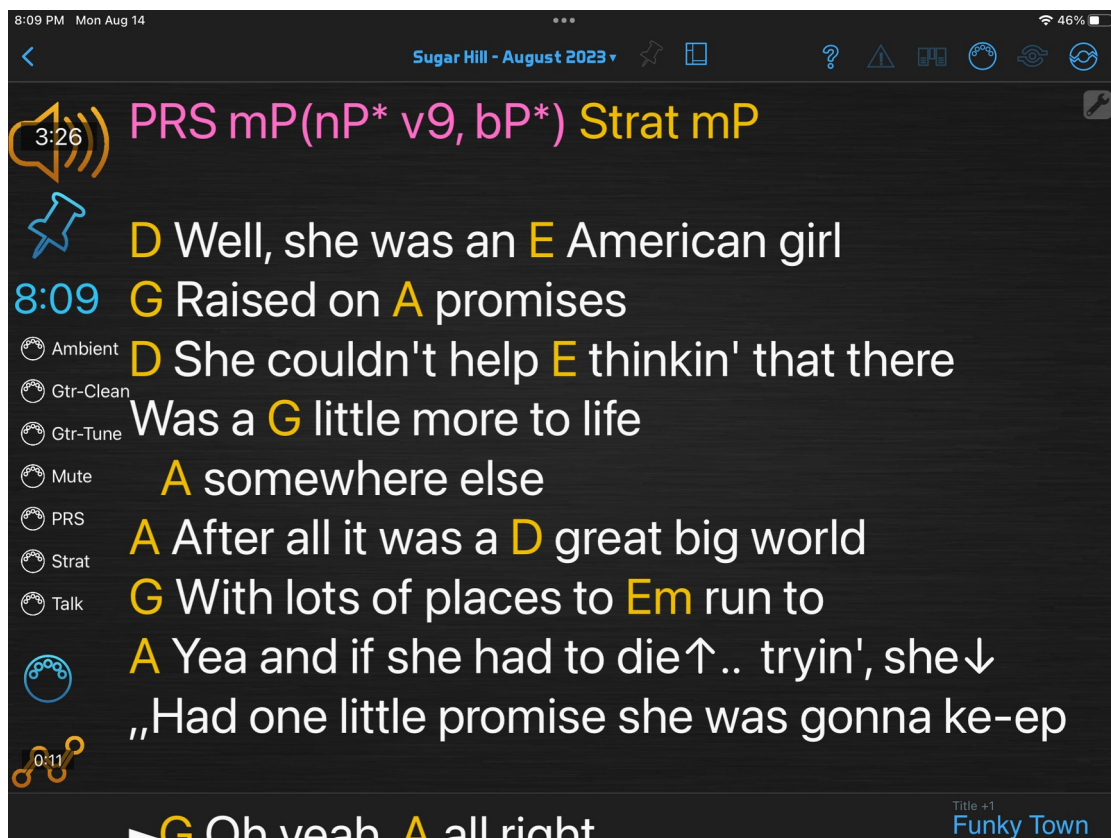 8:09 PM Mon Aug 14
46%
Sugar Hill - August 2023
3:26
PRS mP(nP* v9, bP*) Strat mP
D Well, she was an E American girl
8:09
G Raised on A promises
Ambient
D She couldn't help E thinkin' that there
Gtr-Clean
Was a G little more to life
Gtr-Tune
Mute
A somewhere else
PRS
A After all it was a D great big world
Strat
Talk
G With lots of places to Em run to
A Yea and if she had to die↑.. tryin', she↓
,,Had one little promise she was gonna ke-ep
0:11
G Oh yeah, A all right
Title +1
Funky Town